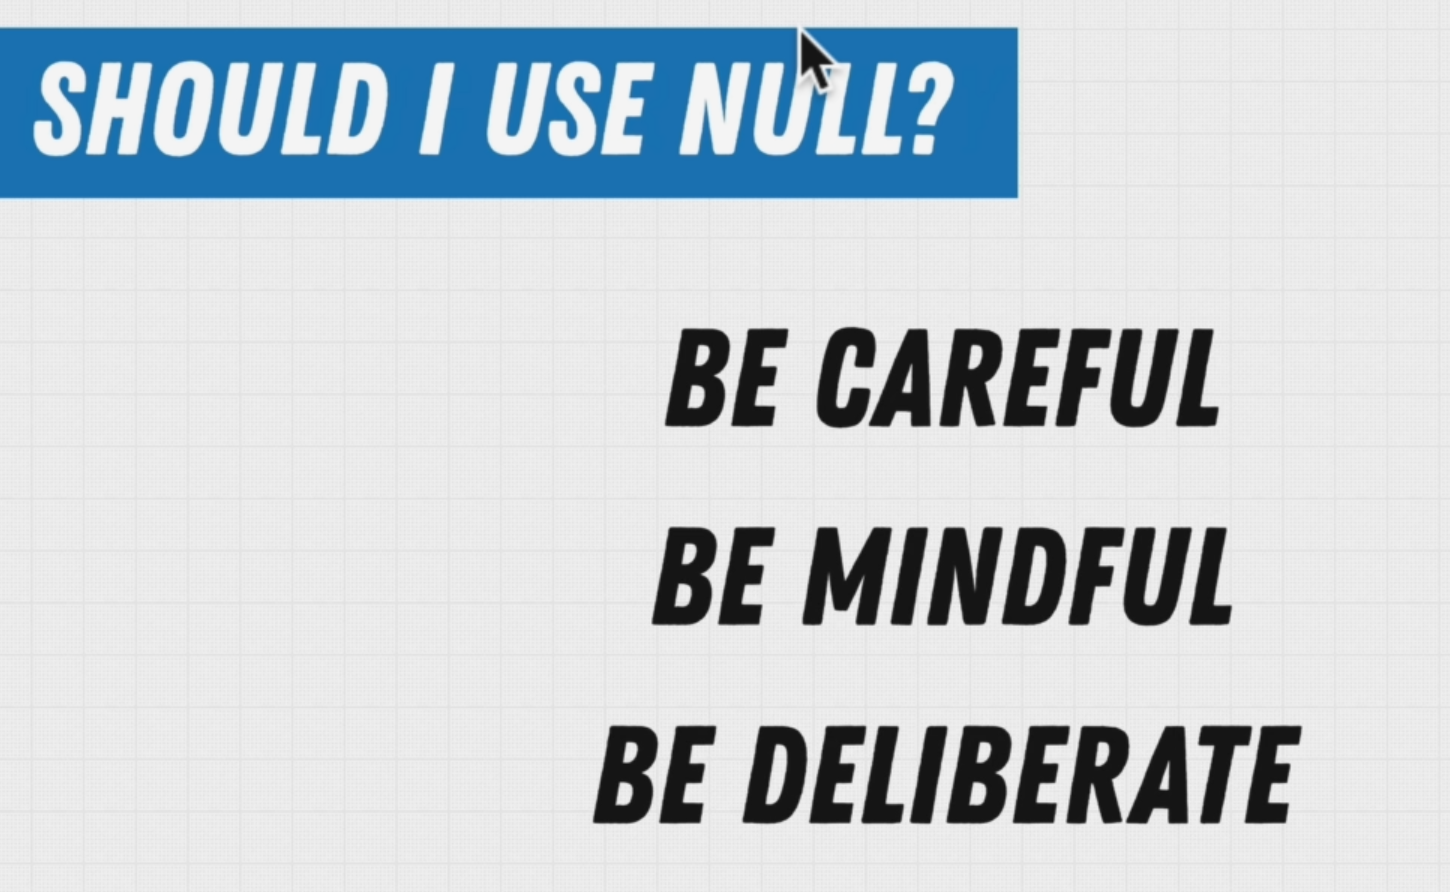 SHOULD I USE NULL?
BE CAREFUL
BE MINDFUL
BE DELIBERATE